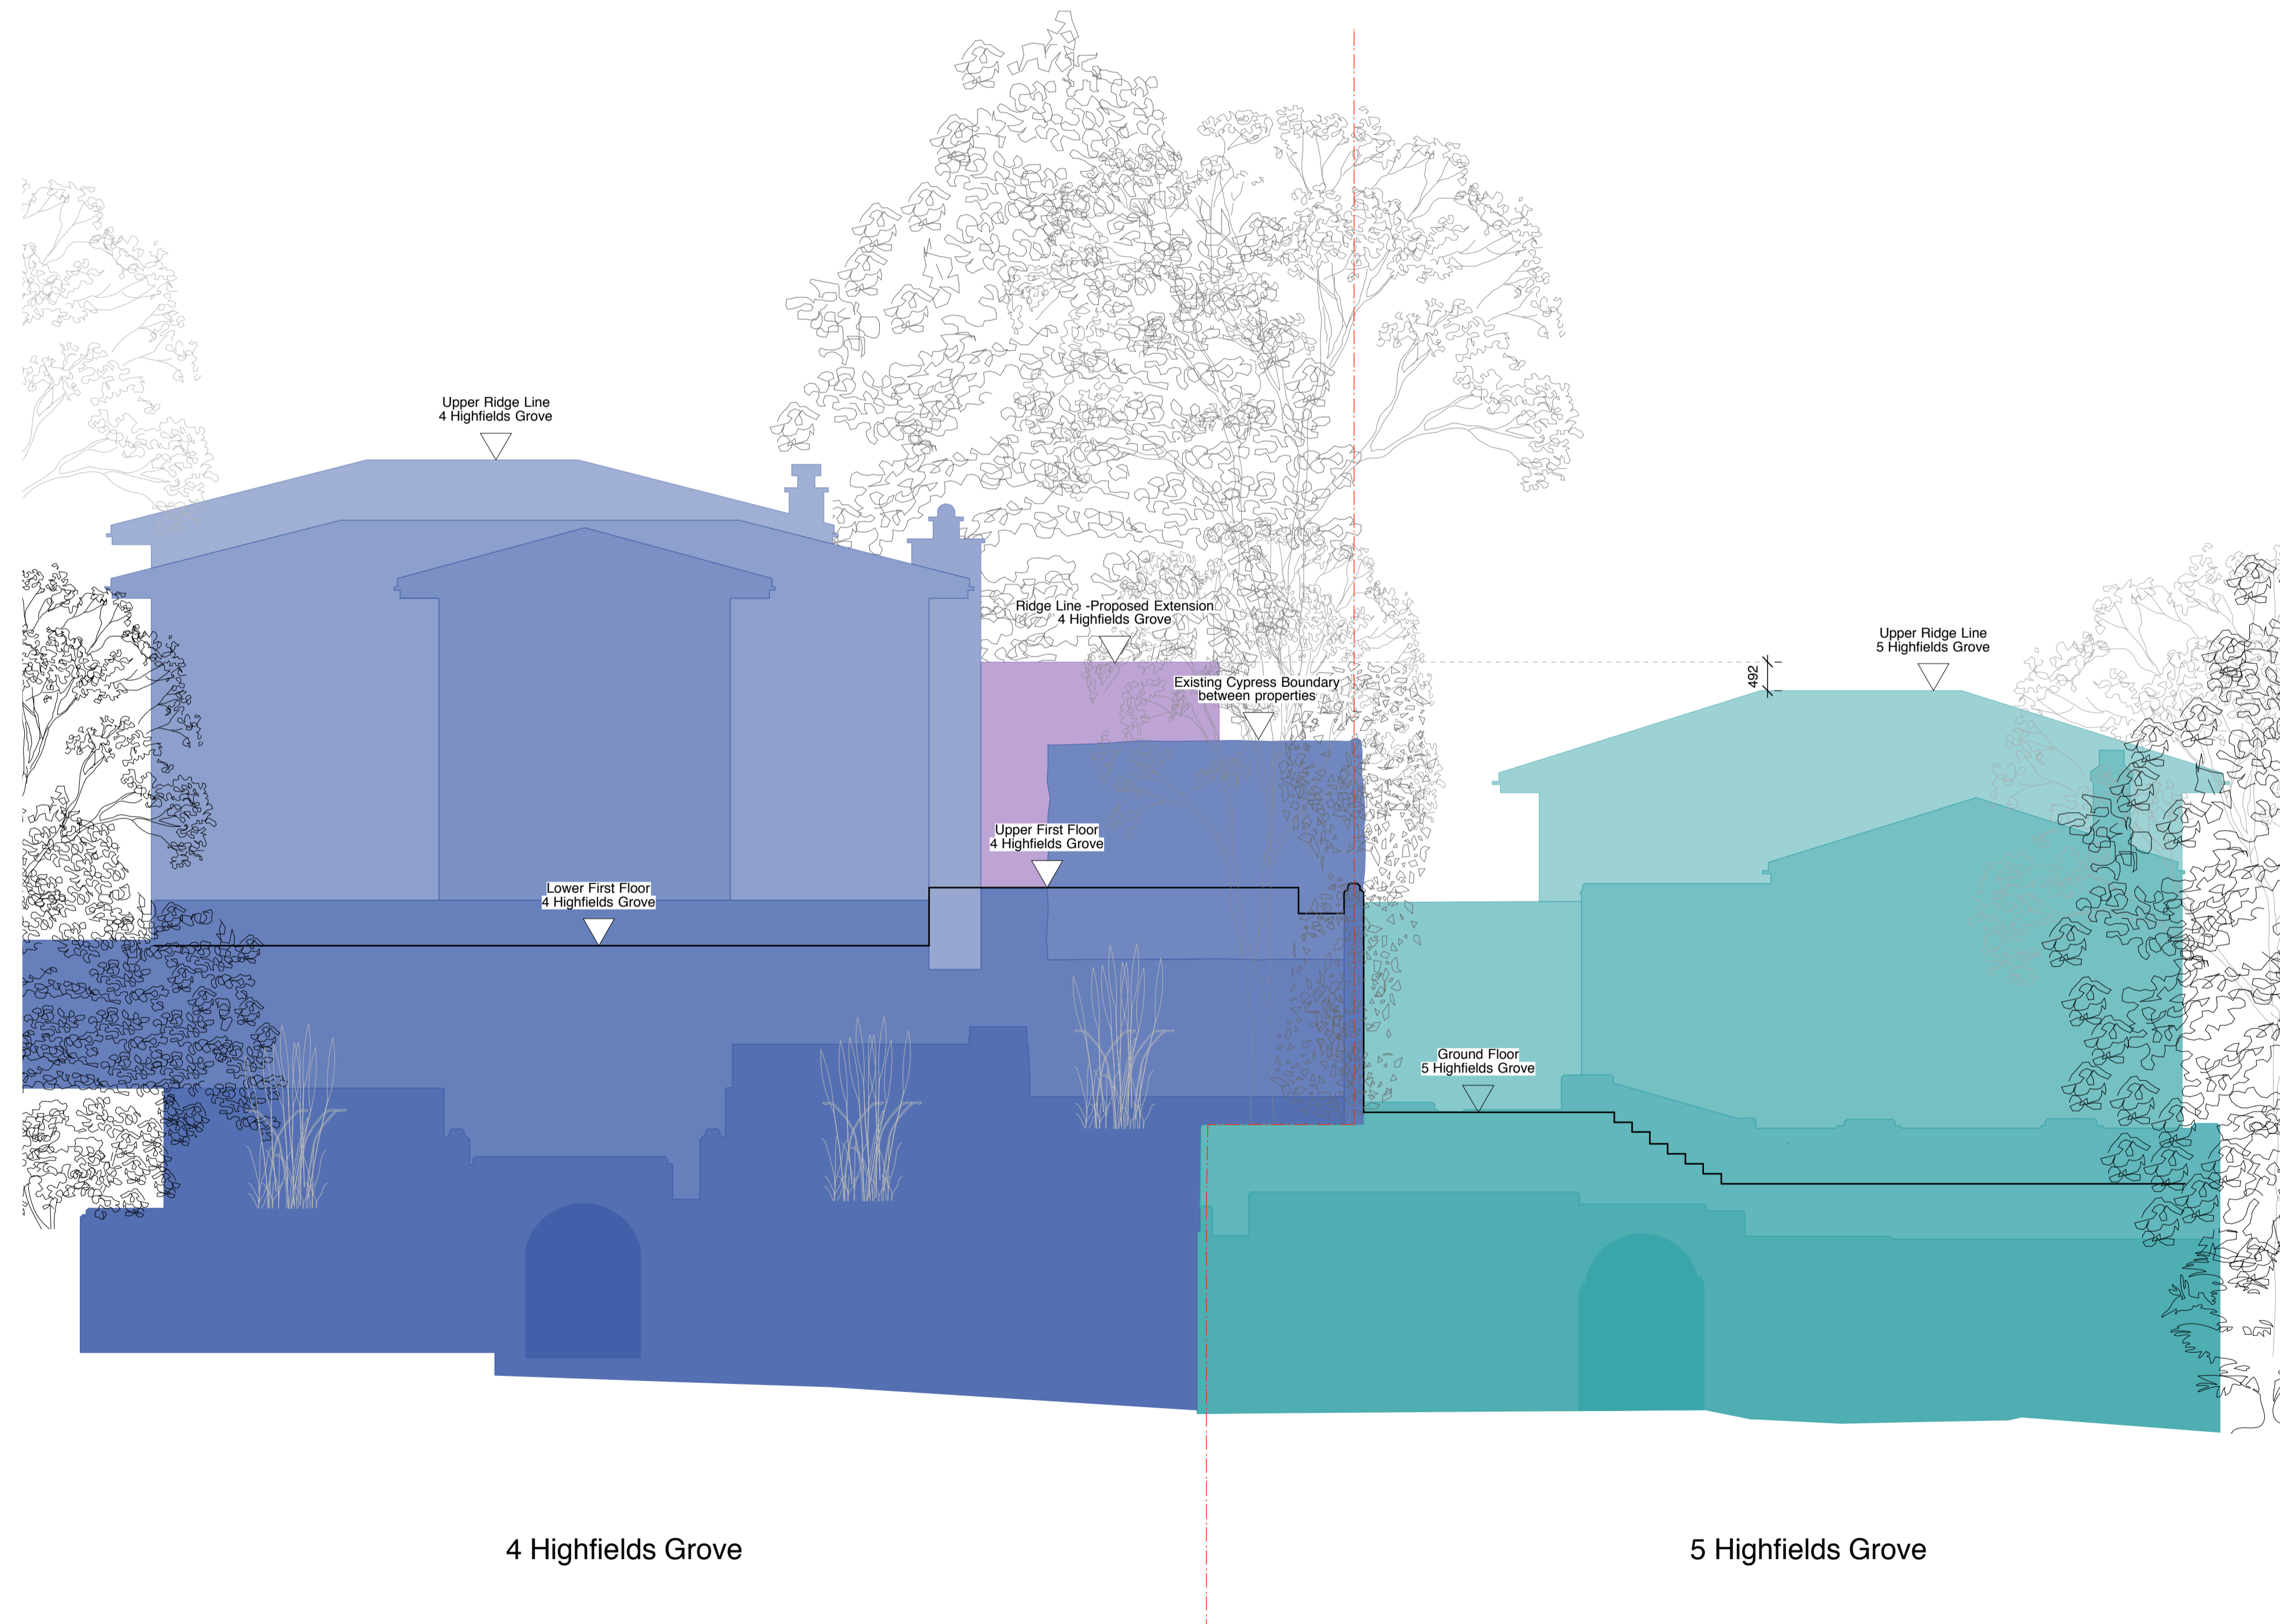 Upper Ridge Line
4 Highfields Grove
Ridge Line -Proposed Extension
4 Highfields Grove
Upper Ridge Line
5 Highfields Grove
492
Existing Cypress Boundary
between properties
Upper First Floor
4 Highfields Grove
Lower First Floor
4 Highfields Grove
Ground Floor
5 Highfields Grove
4 Highfields Grove
5 Highfields Grove